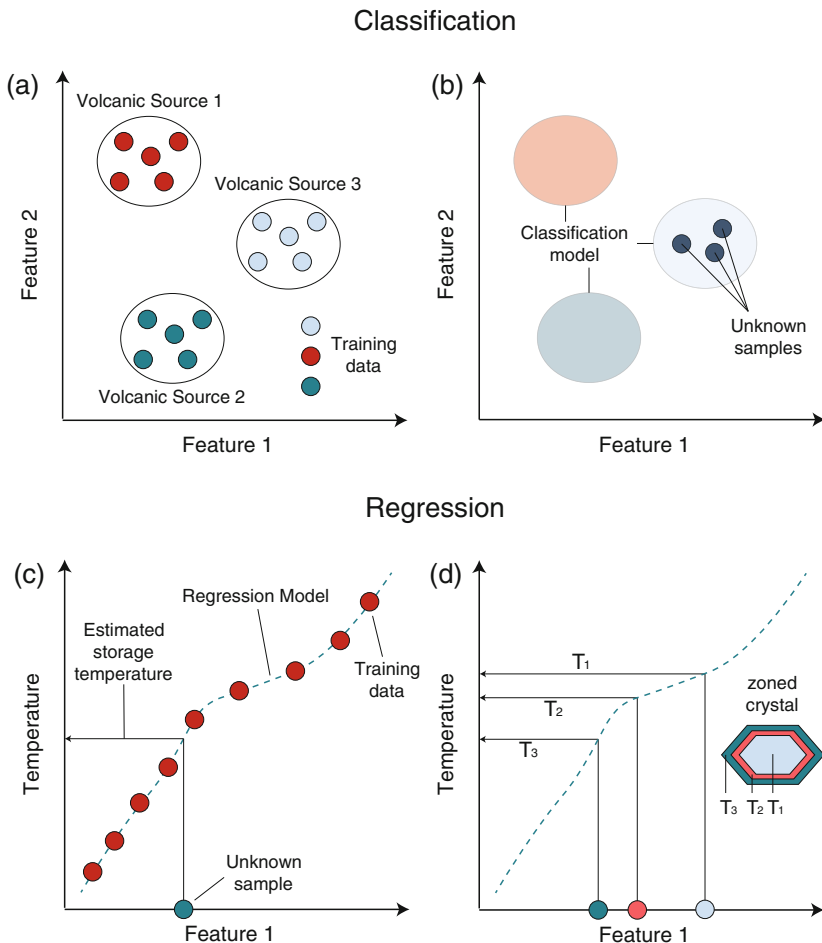 Classification
(a)
Volcanic Source 1
Volcanic Source 3
Volcanic Source 2
Training
data
Feature 2
Feature 1
(b)
Classification
model
Unknown
samples
Feature 2
Feature 1
Regression
(c)
Regression Model
Estimated
storage
temperature
Training
data
Unknown
sample
Temperature
Feature 1
(d)
T₁
T₂
T₃
zoned
crystal
T₃ T₂ T₁
Temperature
Feature 1